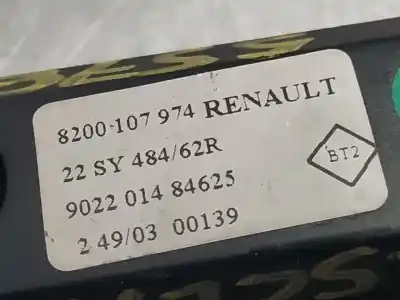 8200-107 974 RENAULT
22 SY 484/62R
BT2
9022 014 84625
2 49/03 00139